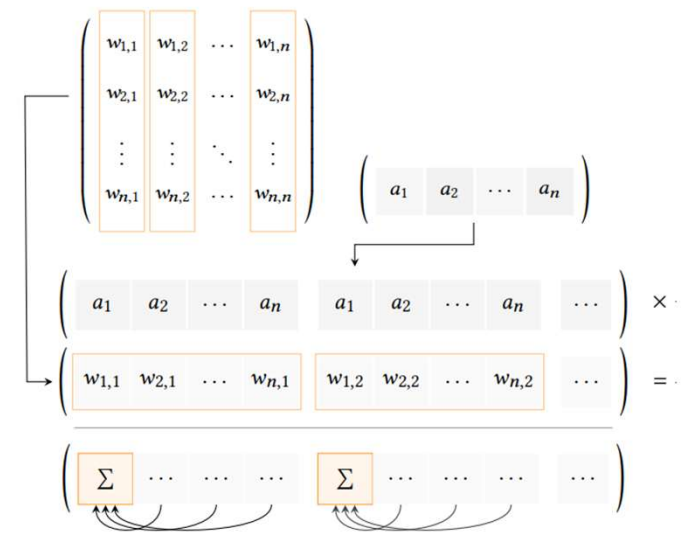 w1,1 w1,2 ⋯ w1,n
w2,1 w2,2 ⋯ w2,n
⋮ ⋮ ⋱ ⋮
wn,1 wn,2 ⋯ wn,n
( a1 a2 ⋯ an )
( a1 a2 ⋯ an a1 a2 ⋯ an ⋯ ) ×
( w1,1 w2,1 ⋯ wn,1 w1,2 w2,2 ⋯ wn,2 ⋯ ) =
( Σ ⋯ ⋯ ⋯ Σ ⋯ ⋯ ⋯ ⋯ )